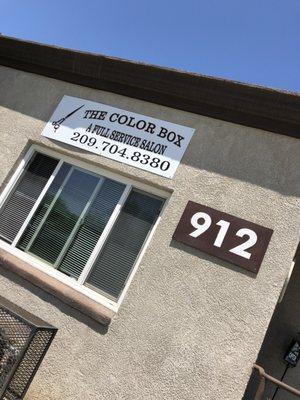 THE COLOR BOX
A FULL SERVICE SALON
209.704.8380
912